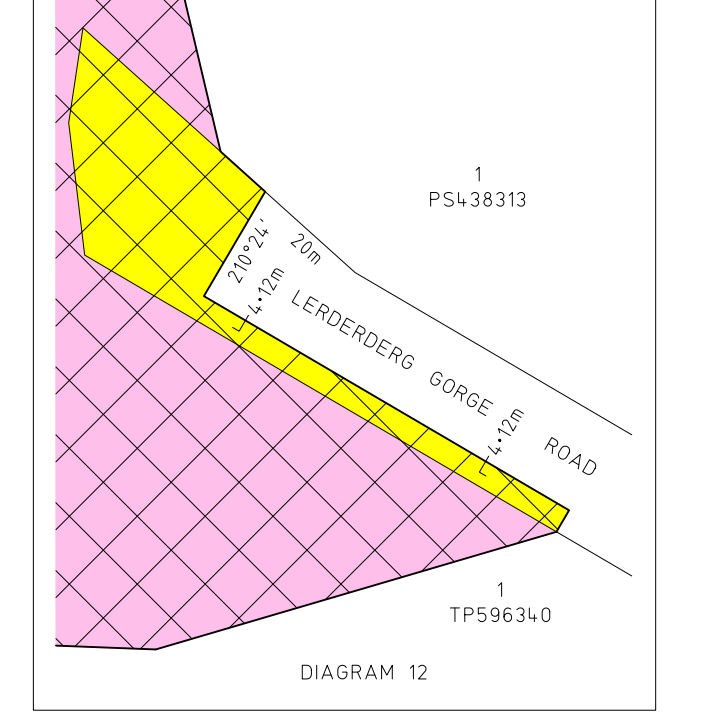 1
PS438313
210°24'
20m
4•12m
LERDERDERG GORGE ROAD
4•12m
1
TP596340
DIAGRAM 12